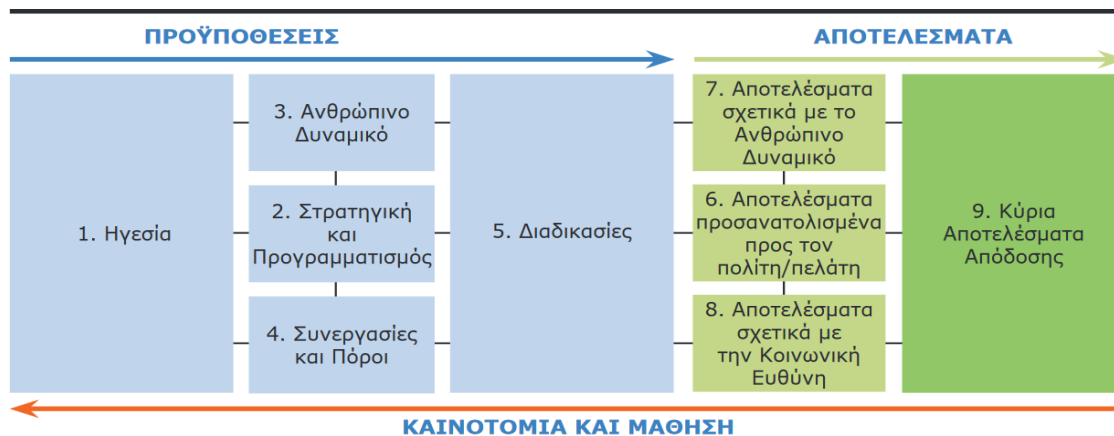 ΠΡΟΫΠΟΘΕΣΕΙΣ
ΑΠΟΤΕΛΕΣΜΑΤΑ
1. Ηγεσία
3. Ανθρώπινο
Δυναμικό
2. Στρατηγική
και
Προγραμματισμός
4. Συνεργασίες
και Πόροι
5. Διαδικασίες
7. Αποτελέσματα
σχετικά με το
Ανθρώπινο
Δυναμικό
6. Αποτελέσματα
προσανατολισμένα
προς τον
πολίτη/πελάτη
8. Αποτελέσματα
σχετικά με
την Κοινωνική
Ευθύνη
9. Κύρια
Αποτελέσματα
Απόδοσης
ΚΑΙΝΟΤΟΜΙΑ ΚΑΙ ΜΑΘΗΣΗ